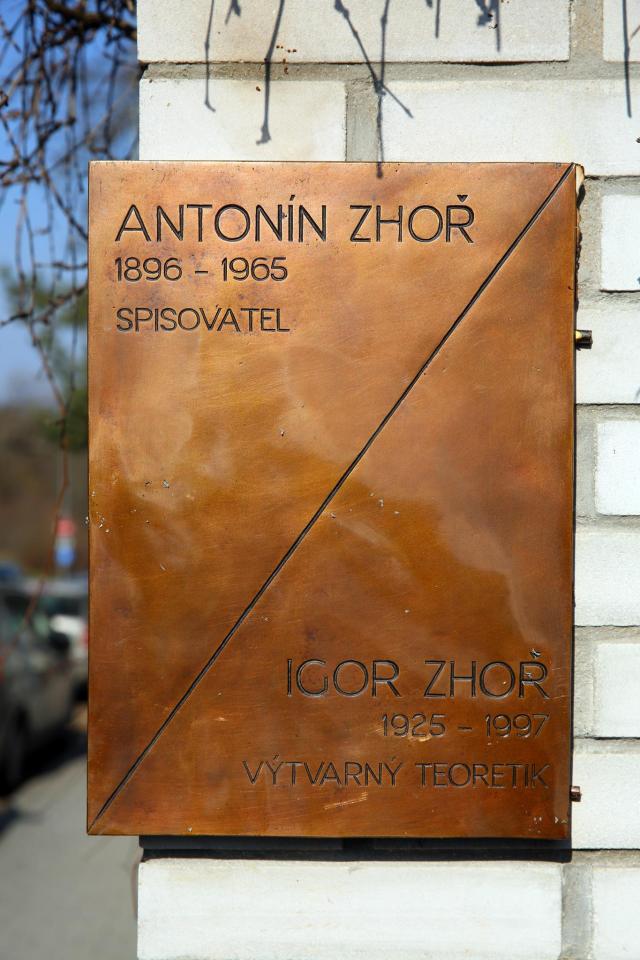 ANTONÍN ZHOŘ
1896 – 1965
SPISOVATEL
IGOR ZHOŘ
1925 – 1997
VÝTVARNÝ TEORETIK